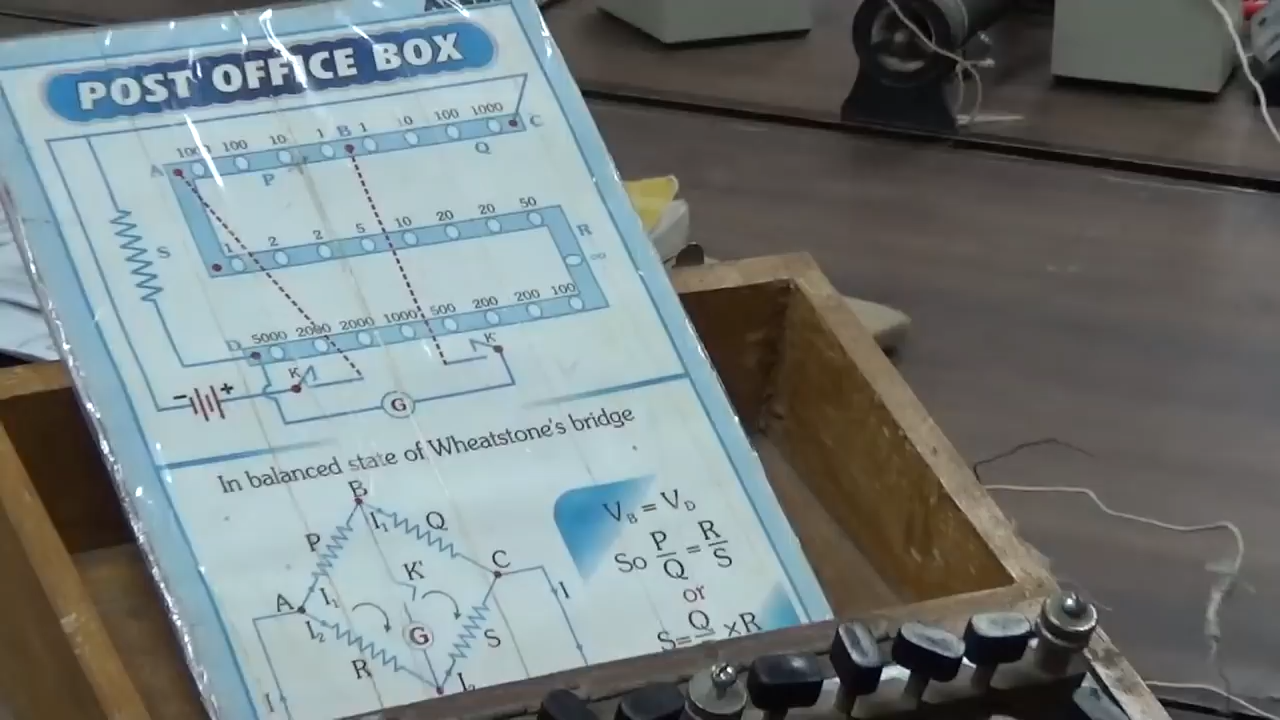 POST OFFICE BOX
1000 100 10 1 B 1 10 100 1000
A C
P Q
S 1 2 2 5 10 20 20 50 R
∞
D 5000 2000 2000 1000 500 200 200 100
K K'
- +
G
In balanced state of Wheatstone's bridge
B
P I₁ Q
K' C
A I₁ I
I₂ G S
R I₂
I
V_B = V_D
So P/Q = R/S
or
S= Q ×R